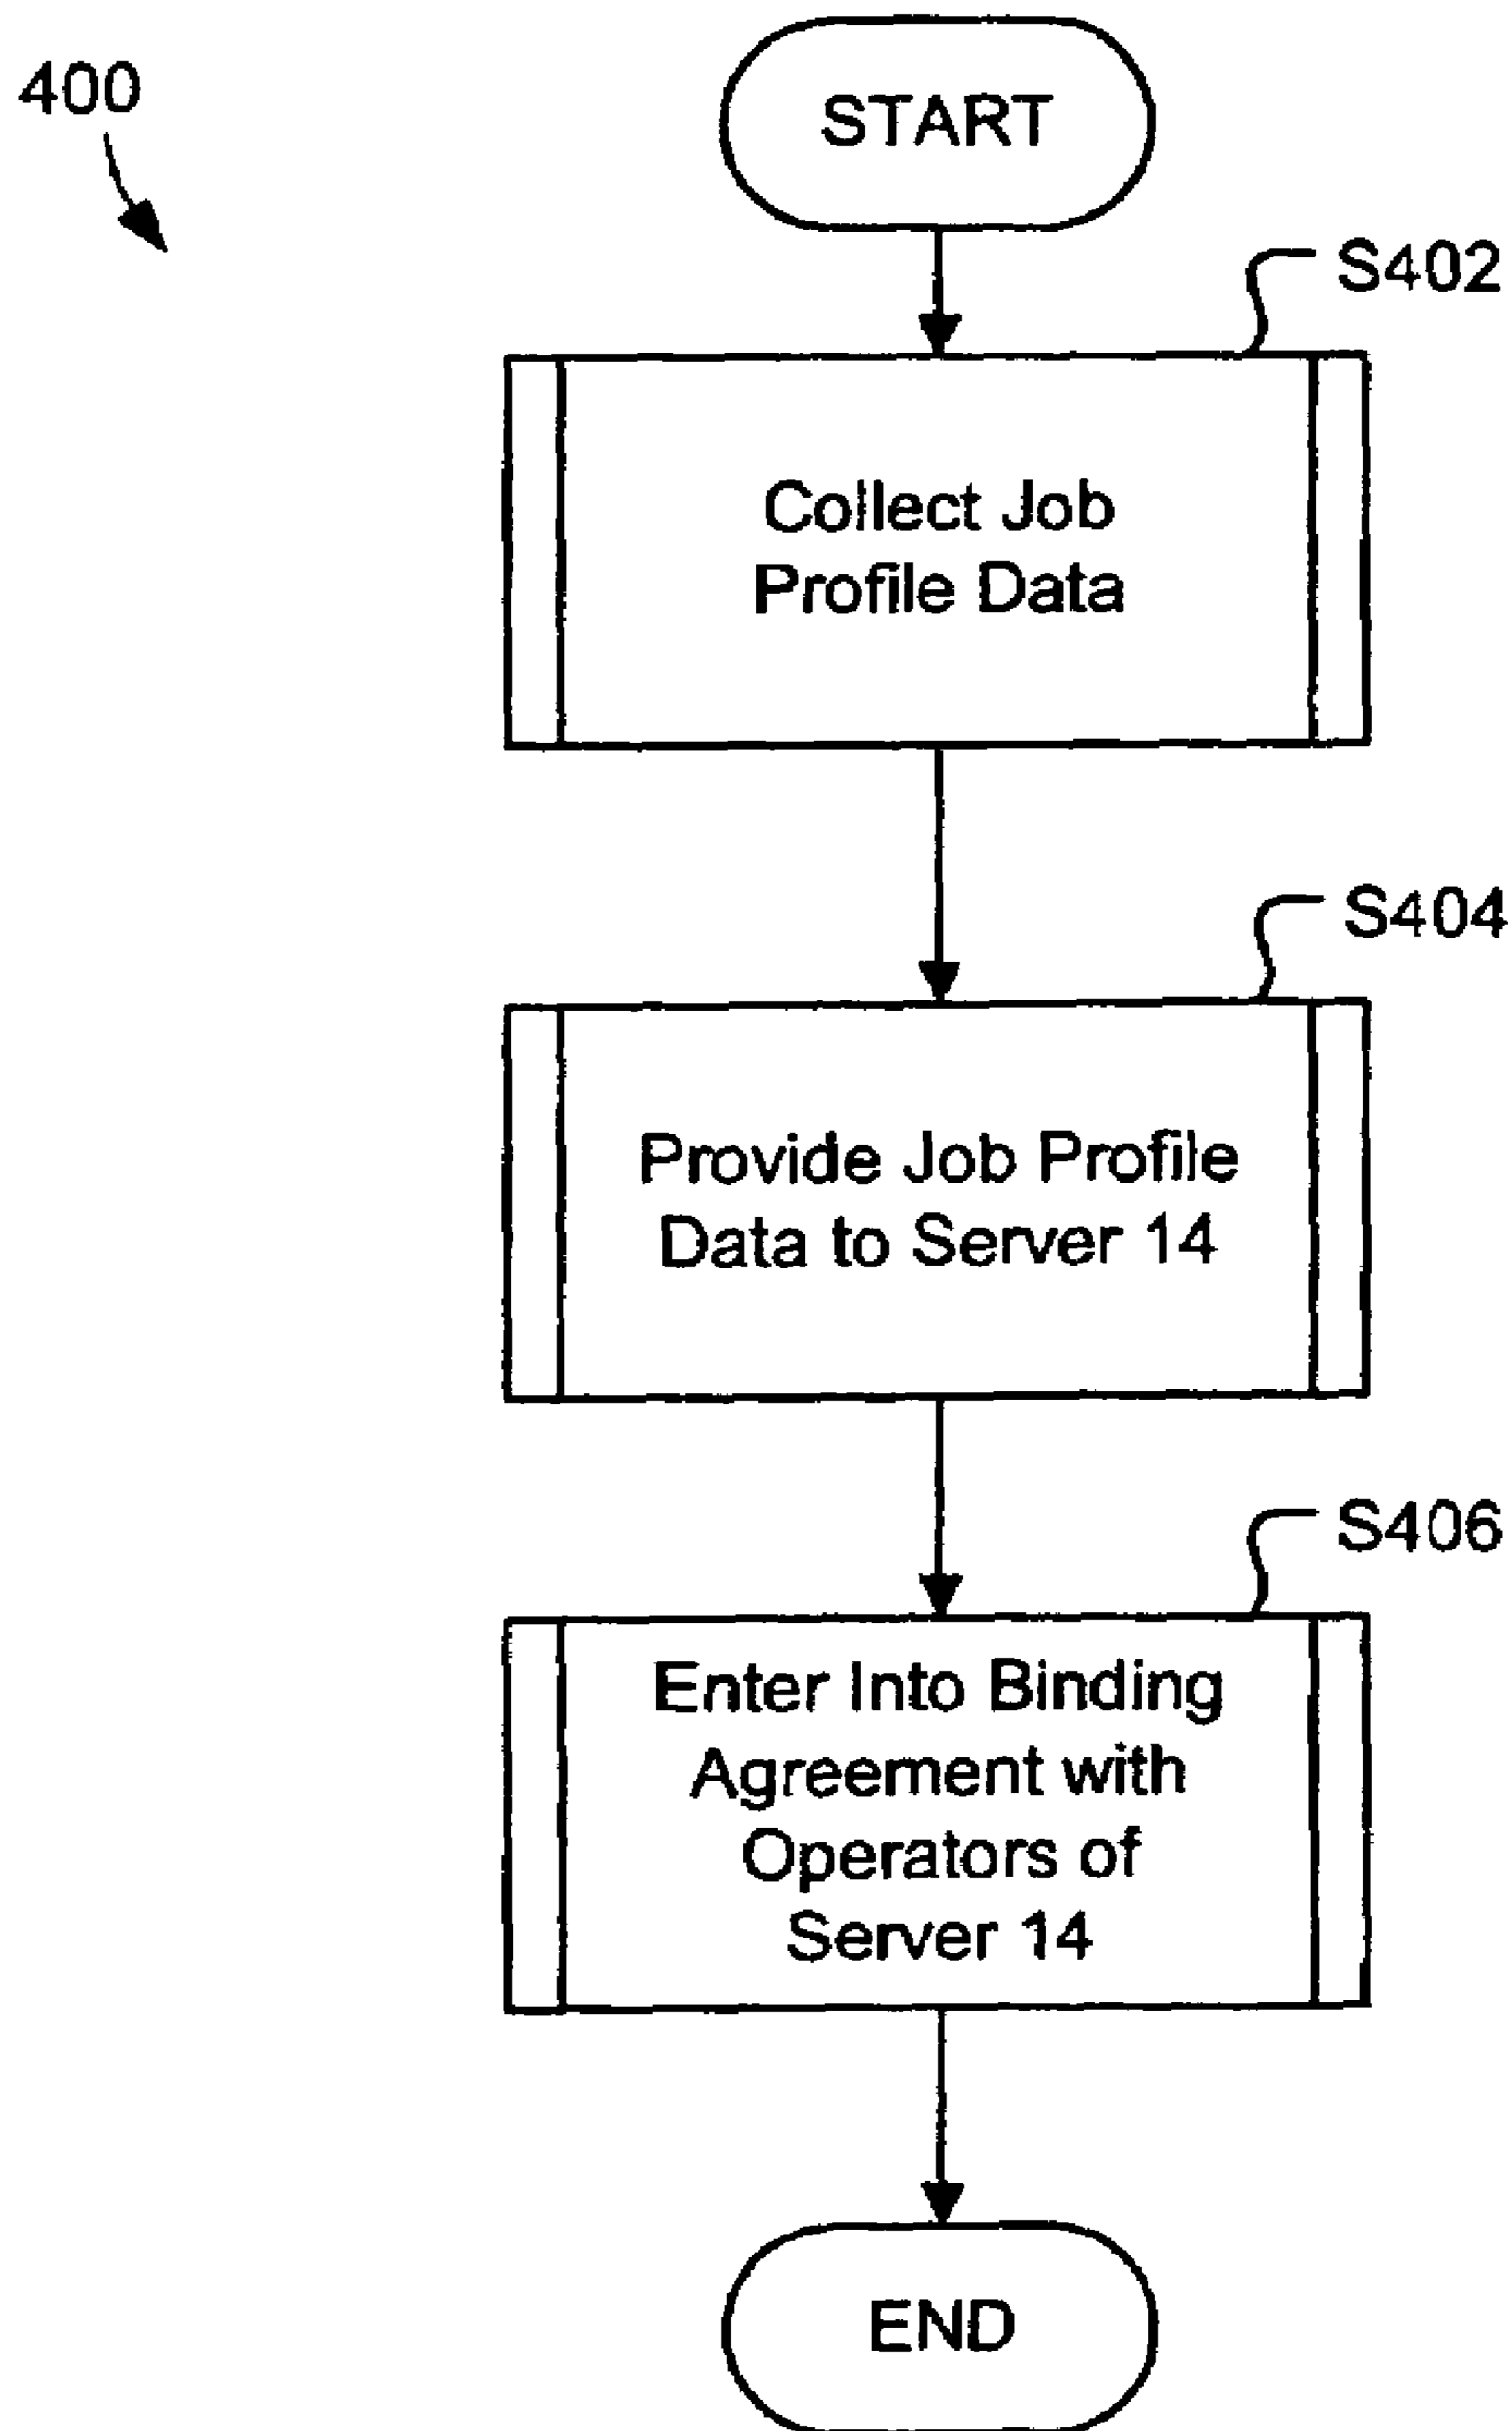 400
START
S402
Collect Job
Profile Data
S404
Provide Job Profile
Data to Server 14
S406
Enter Into Binding
Agreement with
Operators of
Server 14
END